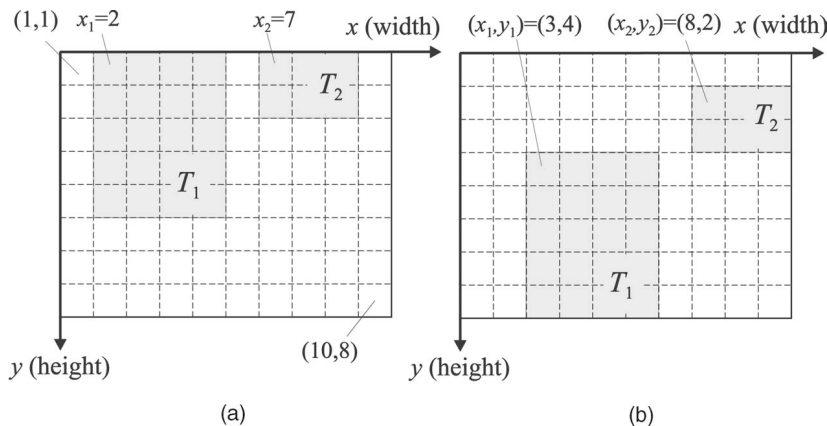 (1,1) x₁=2 x₂=7 x (width)
T₂
T₁
(10,8)
y (height)
(a)
(x₁,y₁)=(3,4) (x₂,y₂)=(8,2) x (width)
T₂
T₁
y (height)
(b)